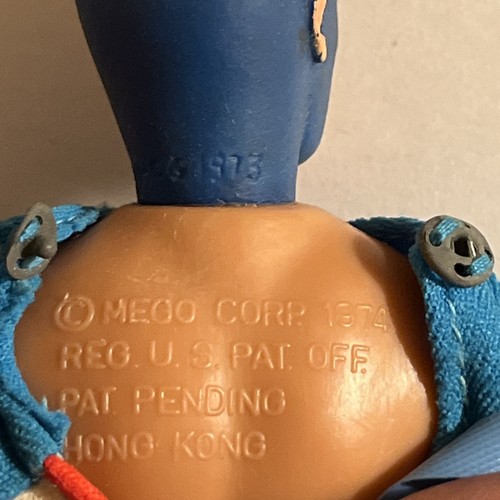 1973
© MEGO CORP. 1974
REG. U. S. PAT. OFF.
PAT. PENDING
HONG KONG